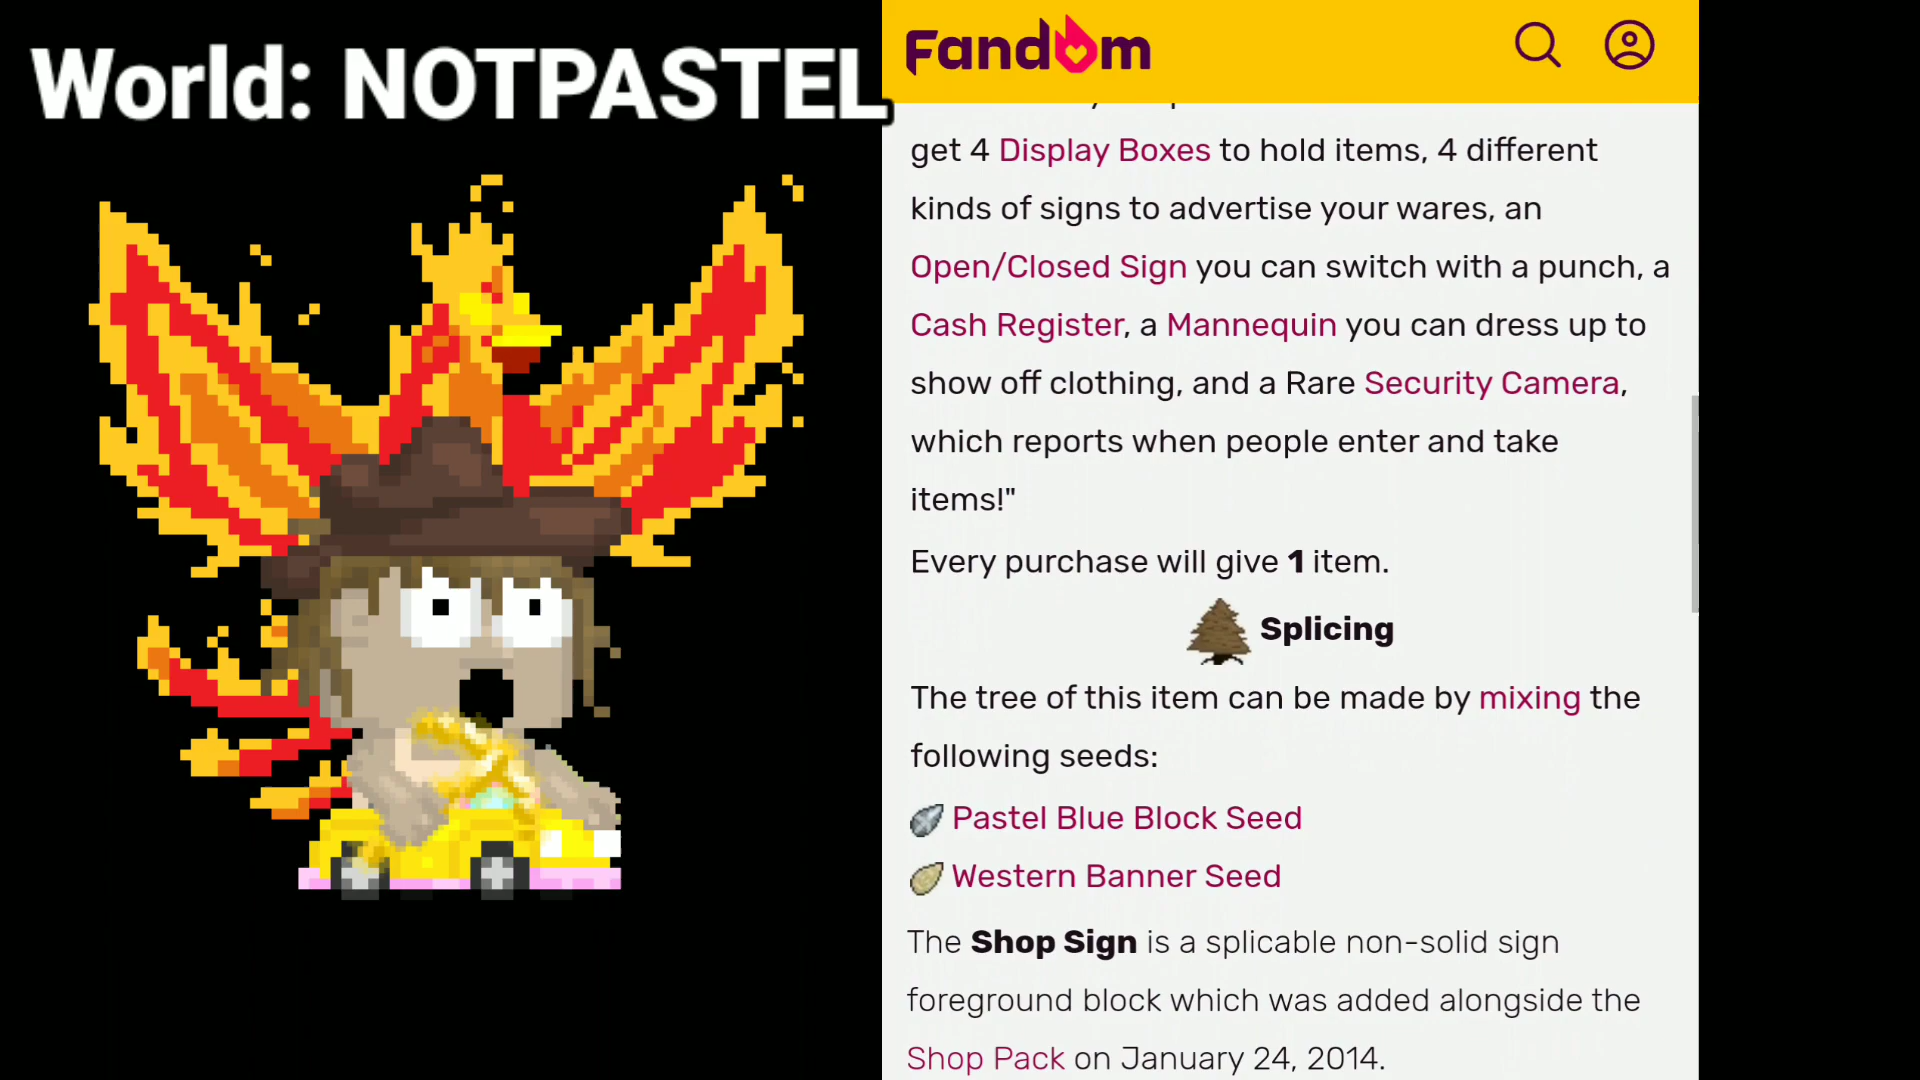 World: NOTPASTEL
Fandom
get 4 Display Boxes to hold items, 4 different
kinds of signs to advertise your wares, an
Open/Closed Sign you can switch with a punch, a
Cash Register, a Mannequin you can dress up to
show off clothing, and a Rare Security Camera,
which reports when people enter and take
items!"
Every purchase will give 1 item.
Splicing
The tree of this item can be made by mixing the
following seeds:
Pastel Blue Block Seed
Western Banner Seed
The Shop Sign is a splicable non-solid sign
foreground block which was added alongside the
Shop Pack on January 24, 2014.